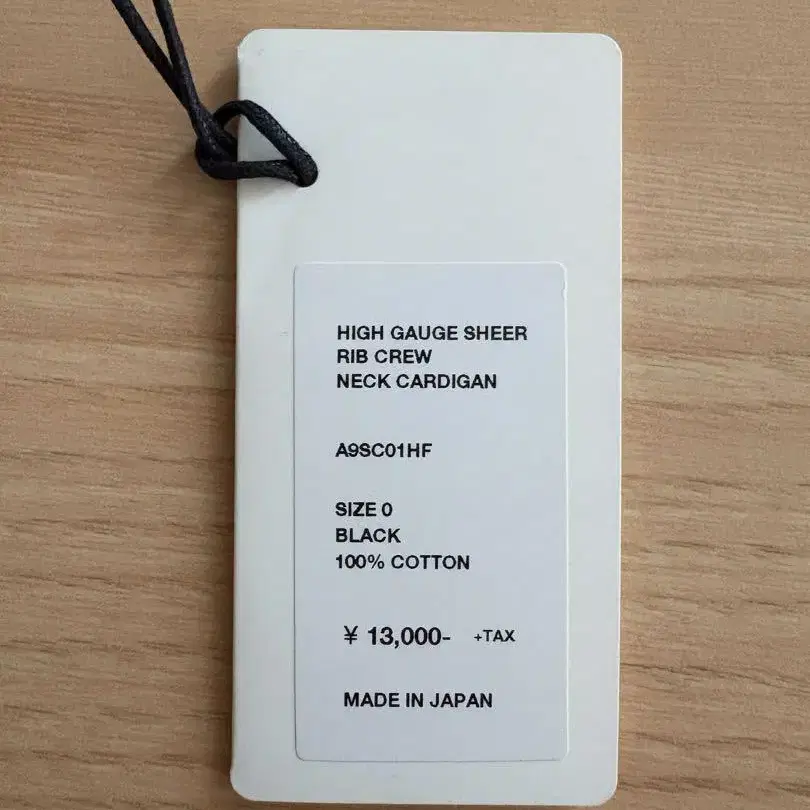 HIGH GAUGE SHEER
RIB CREW
NECK CARDIGAN
A9SC01HF
SIZE 0
BLACK
100% COTTON
¥ 13,000- +TAX
MADE IN JAPAN